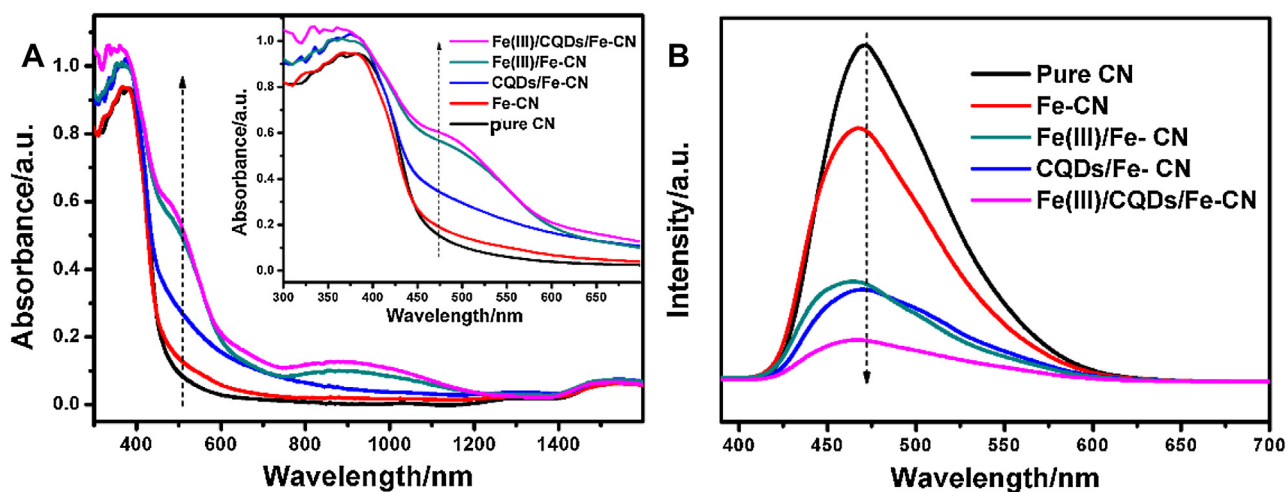 A
Absorbance/a.u.
1.0
0.8
0.6
0.4
0.2
0.0
400
600
800
1000
1200
1400
Wavelength/nm
Absorbance/a.u.
1.0
0.8
0.6
0.4
0.2
0.0
300
350
400
450
500
550
600
650
Wavelength/nm
Fe(III)/CQDs/Fe-CN
Fe(III)/Fe-CN
CQDs/Fe-CN
Fe-CN
pure CN
B
Intensity/a.u.
Pure CN
Fe-CN
Fe(III)/Fe- CN
CQDs/Fe- CN
Fe(III)/CQDs/Fe-CN
400
450
500
550
600
650
700
Wavelength/nm